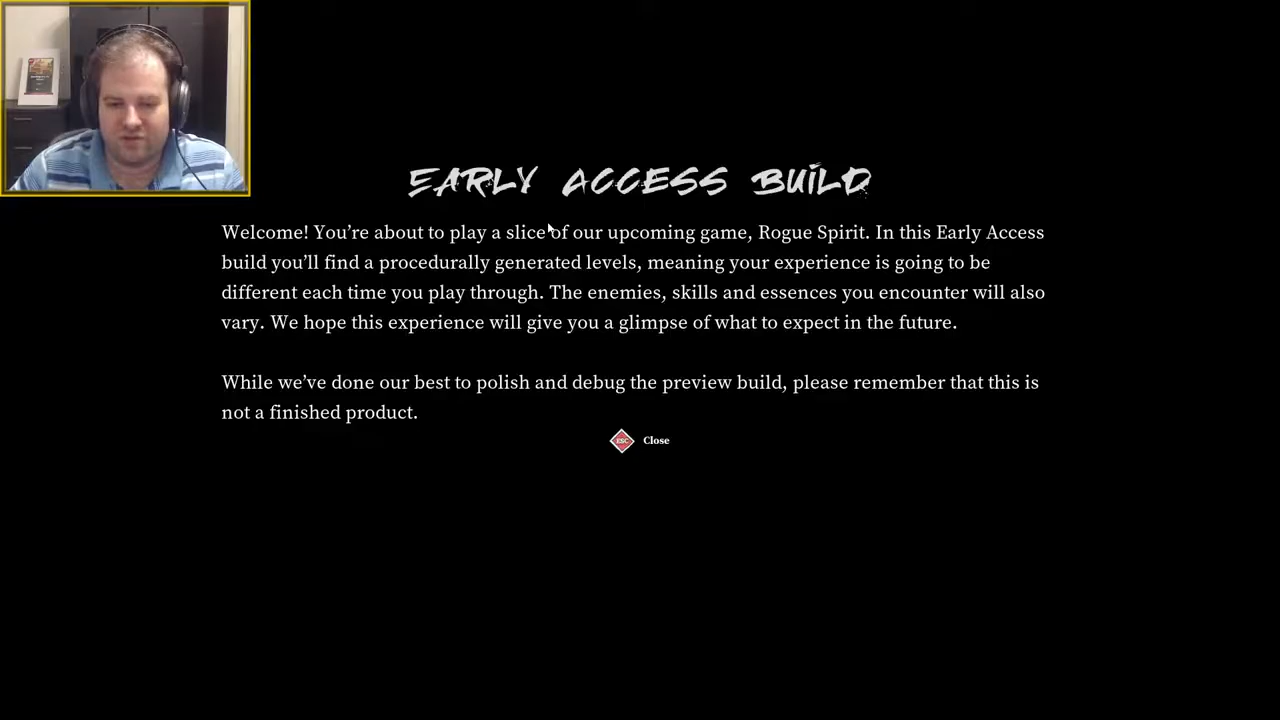 EARLY ACCESS BUILD
Welcome! You’re about to play a slice of our upcoming game, Rogue Spirit. In this Early Access
build you’ll find a procedurally generated levels, meaning your experience is going to be
different each time you play through. The enemies, skills and essences you encounter will also
vary. We hope this experience will give you a glimpse of what to expect in the future.
While we’ve done our best to polish and debug the preview build, please remember that this is
not a finished product.
ESC Close